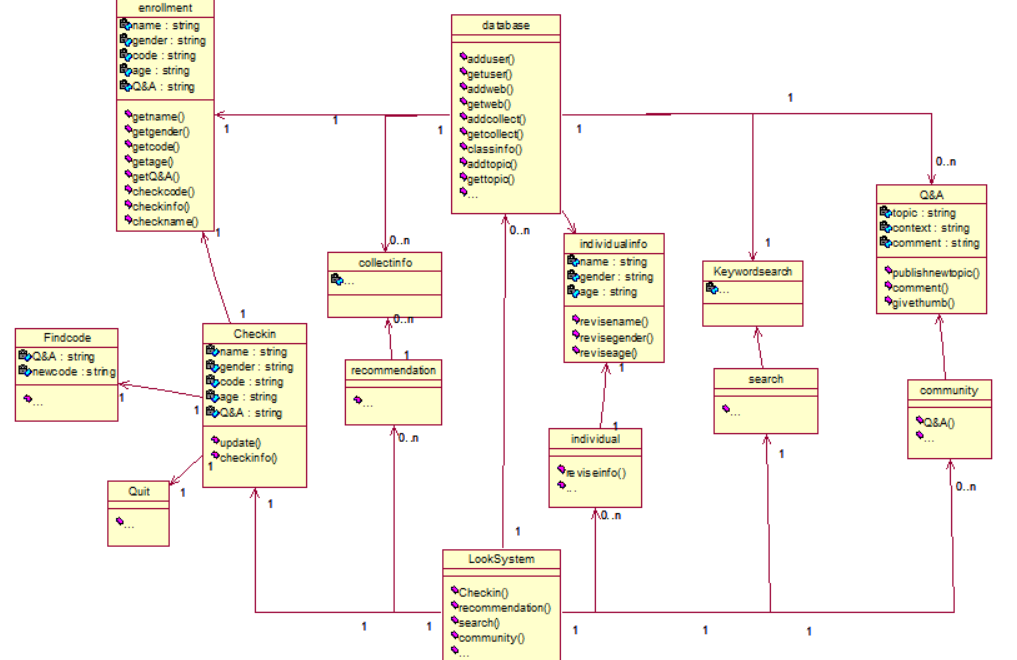 enrollment
name : string
gender : string
code : string
age : string
Q&A : string
getname()
getgender()
getcode()
getage()
getQ&A()
checkcode()
checkinfo()
checkname()
database
adduser()
getuser()
addweb()
getweb()
addcollect()
getcollect()
classinfo()
addtopic()
gettopic()
...
1
1
1
1
1
0..n
Q&A
topic : string
context : string
comment : string
publishnewtopic()
comment()
givethumb()
0..n
collectinfo
...
0..n
individualinfo
name : string
gender : string
age : string
revisename()
revisegender()
reviseage()
1
Keywordsearch
...
1
1
Findcode
Q&A : string
newcode : string
...
1
Checkin
name : string
gender : string
code : string
age : string
Q&A : string
update()
checkinfo()
1
1
1
0..n
1
recommendation
...
0..n
1
1
individual
reviseinfo()
...
0..n
search
...
1
community
Q&A()
...
0..n
Quit
...
1
1
LookSystem
Checkin()
recommendation()
search()
community()
...
1
1
1
1
1